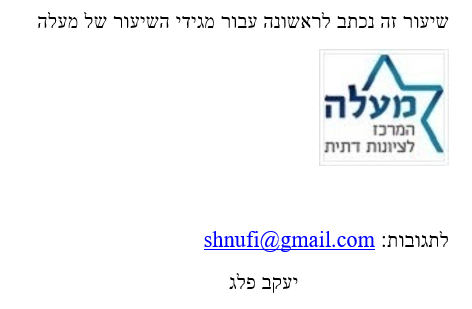 שיעור זה נכתב לראשונה עבור מגידי השיעור של מעלה
מעלה
המרכז
לציונות דתית
לתגובות: shnufi@gmail.com
יעקב פלג